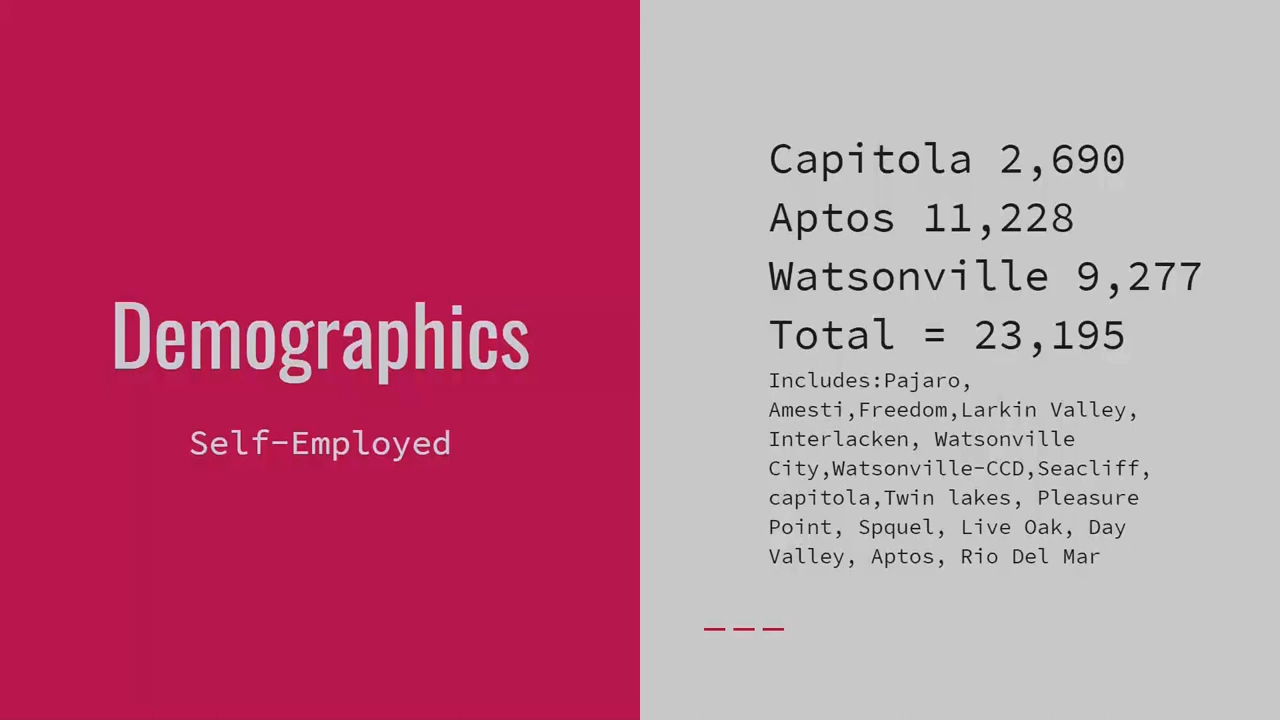 Demographics
Self-Employed
Capitola 2,690
Aptos 11,228
Watsonville 9,277
Total = 23,195
Includes:Pajaro,
Amesti,Freedom,Larkin Valley,
Interlacken, Watsonville
City,Watsonville-CCD,Seacliff,
capitola,Twin lakes, Pleasure
Point, Spquel, Live Oak, Day
Valley, Aptos, Rio Del Mar